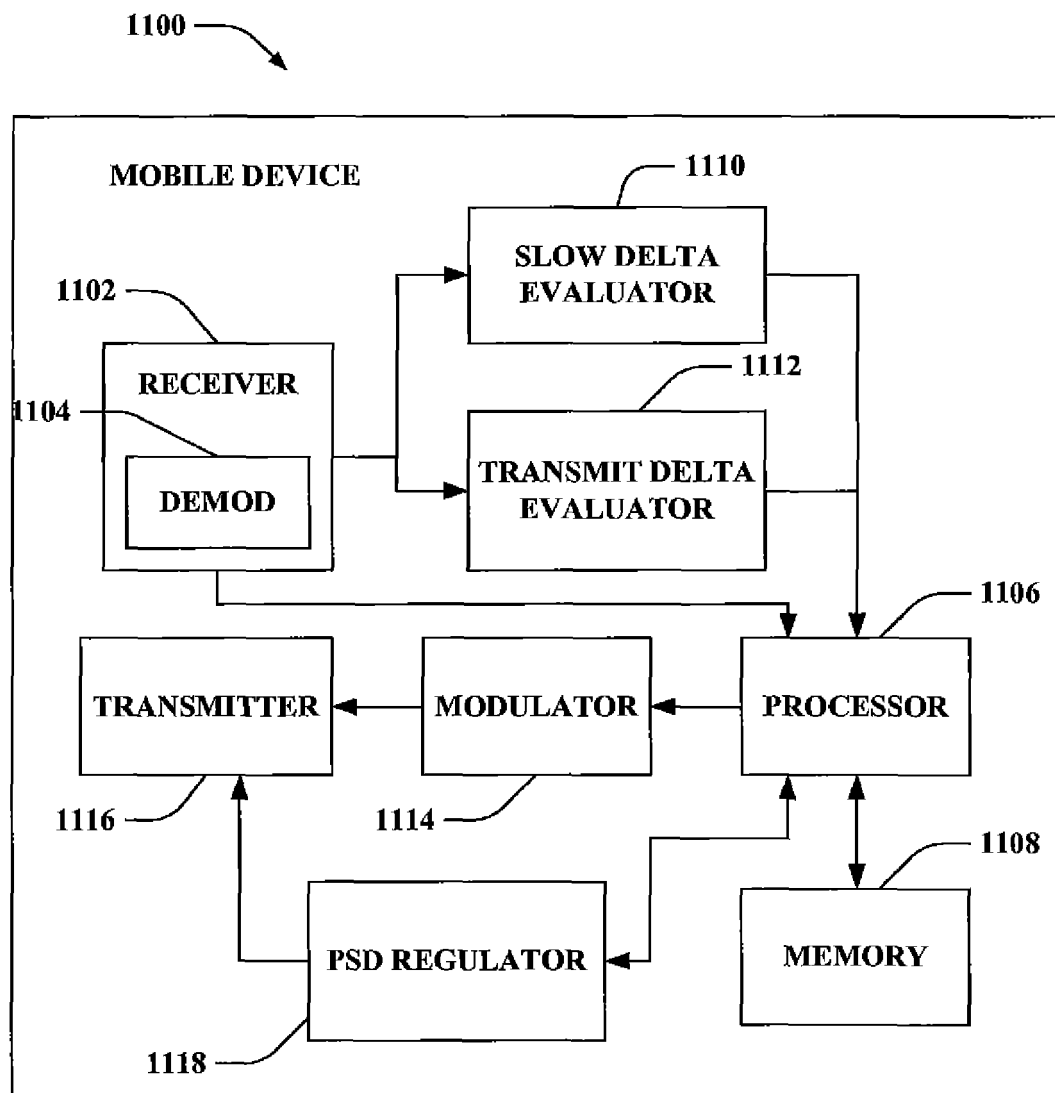 1100
MOBILE DEVICE
1110
SLOW DELTA
EVALUATOR
1102
RECEIVER
1112
1104
DEMOD
TRANSMIT DELTA
EVALUATOR
1106
TRANSMITTER
MODULATOR
PROCESSOR
1116
1114
1108
PSD REGULATOR
MEMORY
1118